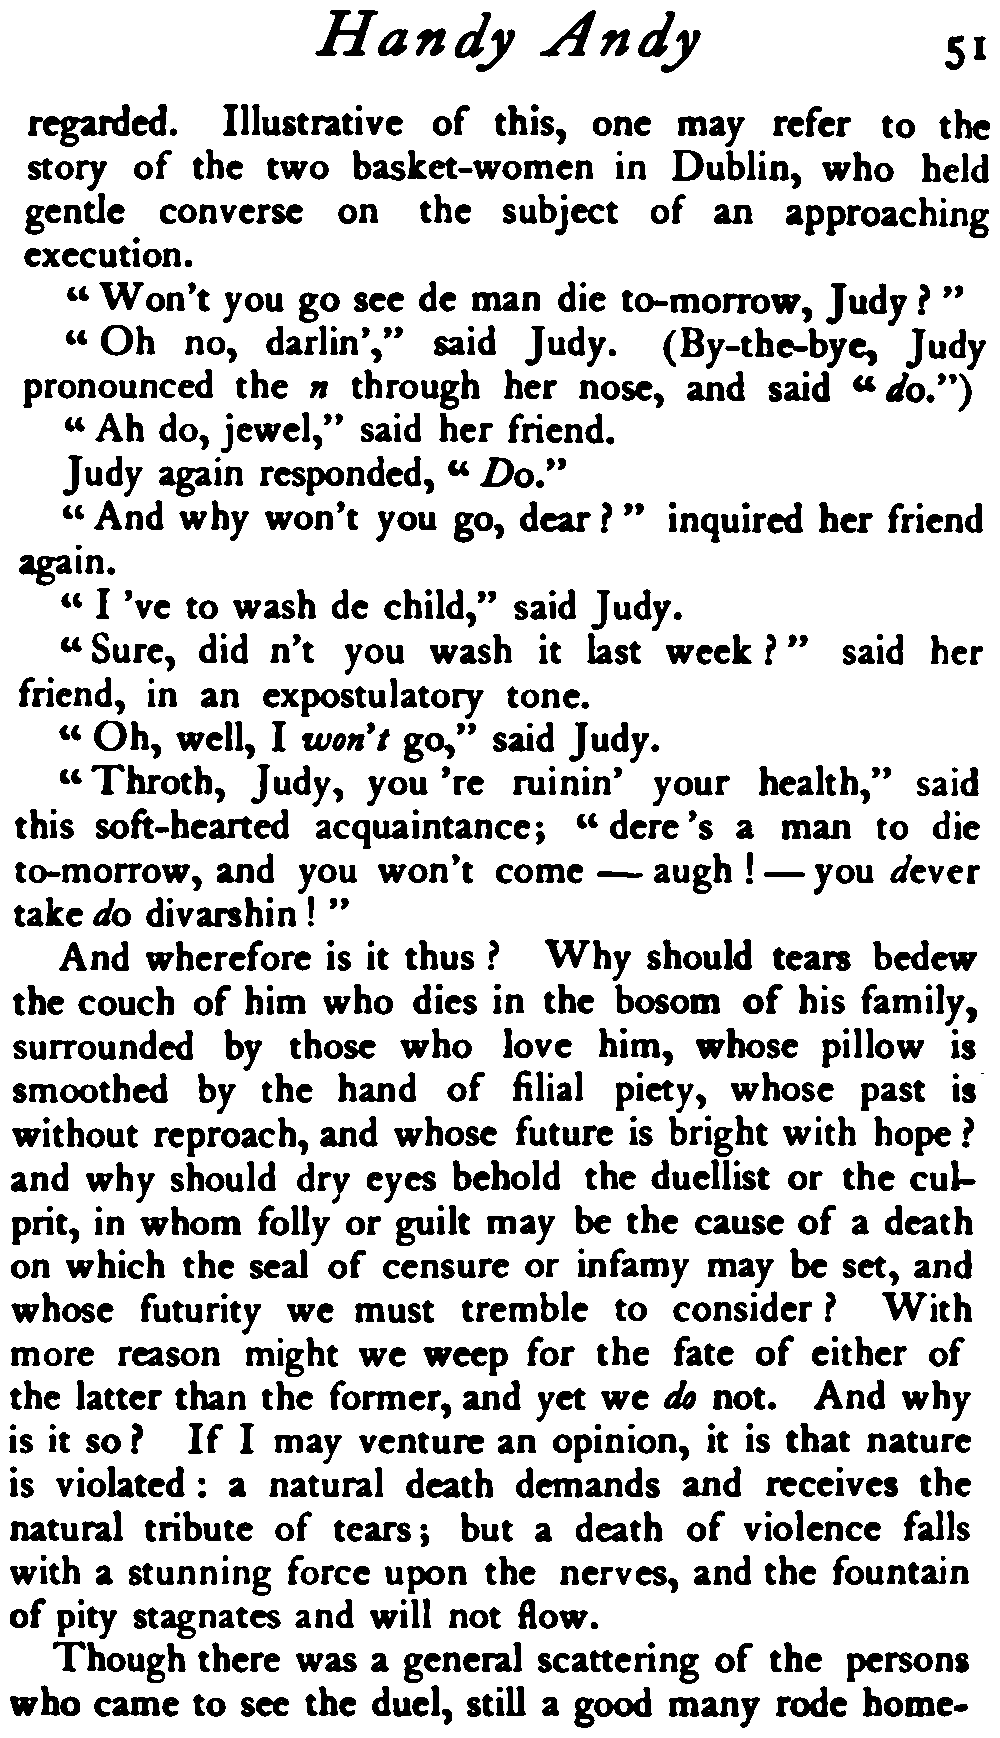 Handy Andy 51
regarded. Illustrative of this, one may refer to the
story of the two basket-women in Dublin, who held
gentle converse on the subject of an approaching
execution.
“ Won’t you go see de man die to-morrow, Judy ? ”
“ Oh no, darlin’,” said Judy. (By-the-bye, Judy
pronounced the n through her nose, and said “ do.”)
“ Ah do, jewel,” said her friend.
Judy again responded, “ Do.”
“ And why won’t you go, dear ? ” inquired her friend
again.
“ I ’ve to wash de child,” said Judy.
“ Sure, did n’t you wash it last week ? ” said her
friend, in an expostulatory tone.
“ Oh, well, I won’t go,” said Judy.
“ Throth, Judy, you ’re ruinin’ your health,” said
this soft-hearted acquaintance; “ dere ’s a man to die
to-morrow, and you won’t come — augh ! — you dever
take do divarshin ! ”
And wherefore is it thus ? Why should tears bedew
the couch of him who dies in the bosom of his family,
surrounded by those who love him, whose pillow is
smoothed by the hand of filial piety, whose past is
without reproach, and whose future is bright with hope ?
and why should dry eyes behold the duellist or the cul-
prit, in whom folly or guilt may be the cause of a death
on which the seal of censure or infamy may be set, and
whose futurity we must tremble to consider ? With
more reason might we weep for the fate of either of
the latter than the former, and yet we do not. And why
is it so ? If I may venture an opinion, it is that nature
is violated : a natural death demands and receives the
natural tribute of tears ; but a death of violence falls
with a stunning force upon the nerves, and the fountain
of pity stagnates and will not flow.
Though there was a general scattering of the persons
who came to see the duel, still a good many rode home-